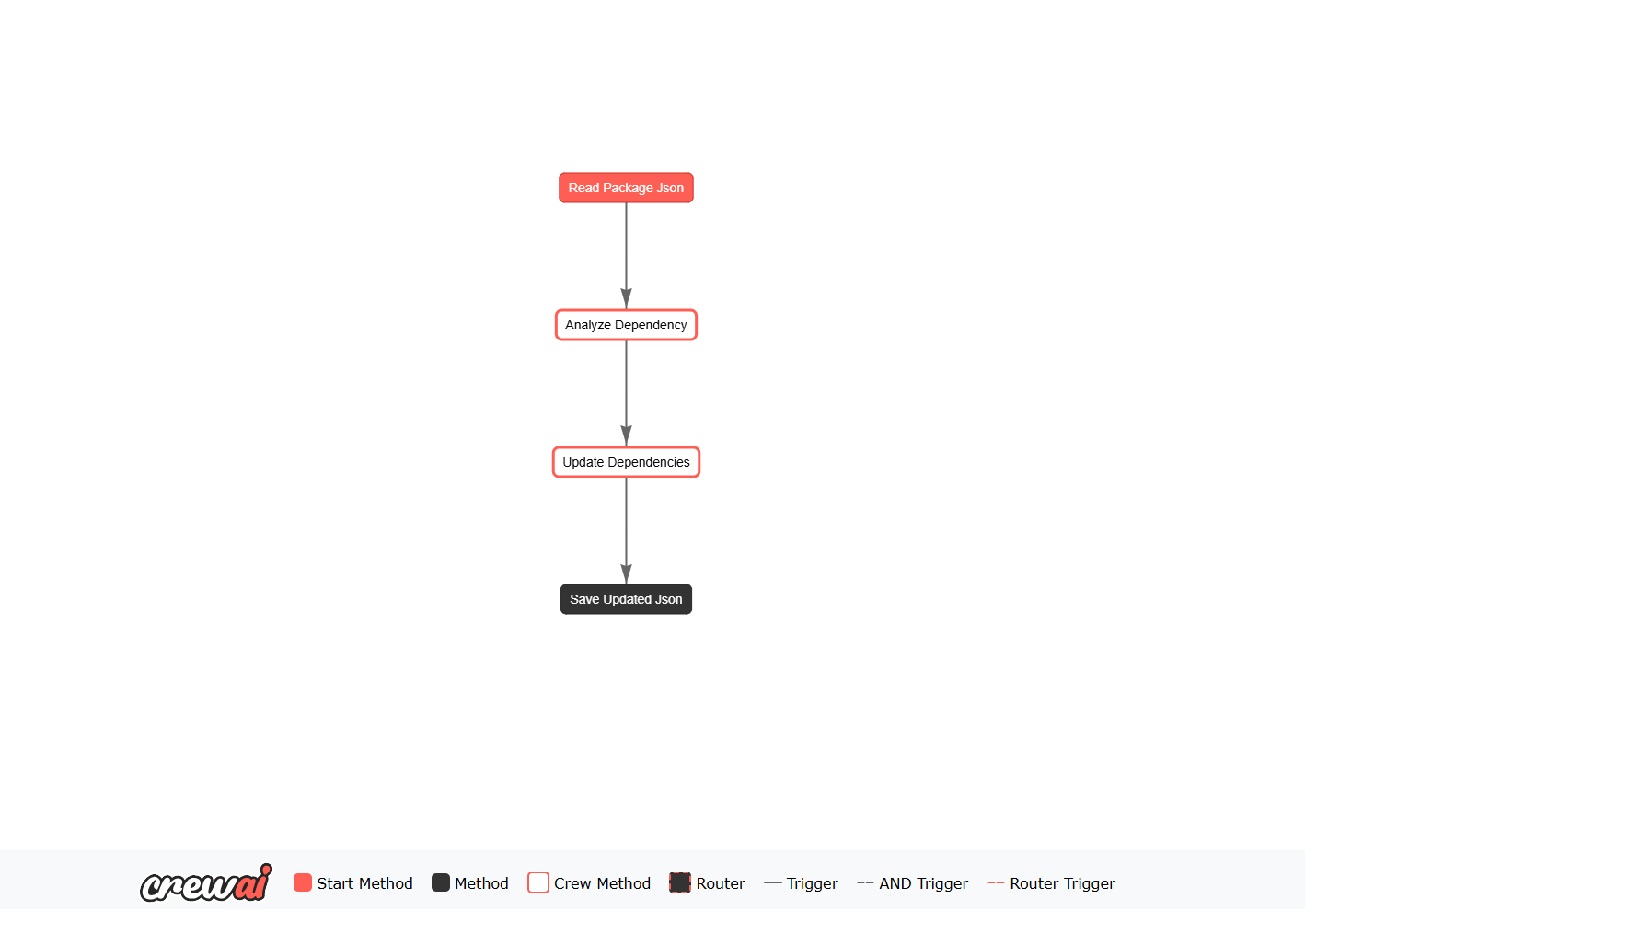 Read Package Json
Analyze Dependency
Update Dependencies
Save Updated Json
crewai Start Method Method Crew Method Router Trigger AND Trigger Router Trigger